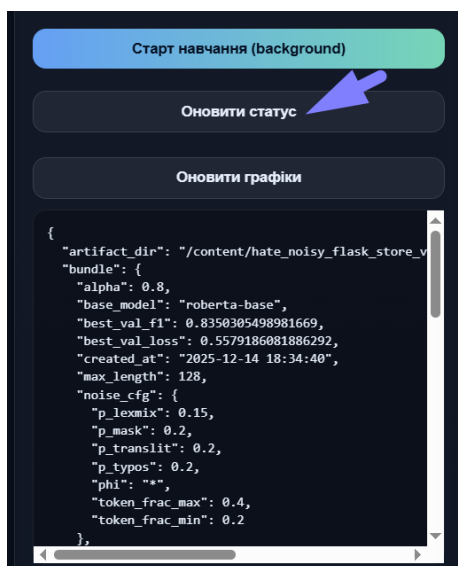 Старт навчання (background)
Оновити статус
Оновити графіки
{
  "artifact_dir": "/content/hate_noisy_flask_store_v
  "bundle": {
    "alpha": 0.8,
    "base_model": "roberta-base",
    "best_val_f1": 0.8350305498981669,
    "best_val_loss": 0.5579186081886292,
    "created_at": "2025-12-14 18:34:40",
    "max_length": 128,
    "noise_cfg": {
      "p_lexmix": 0.15,
      "p_mask": 0.2,
      "p_translit": 0.2,
      "p_typos": 0.2,
      "phi": "*",
      "token_frac_max": 0.4,
      "token_frac_min": 0.2
    },